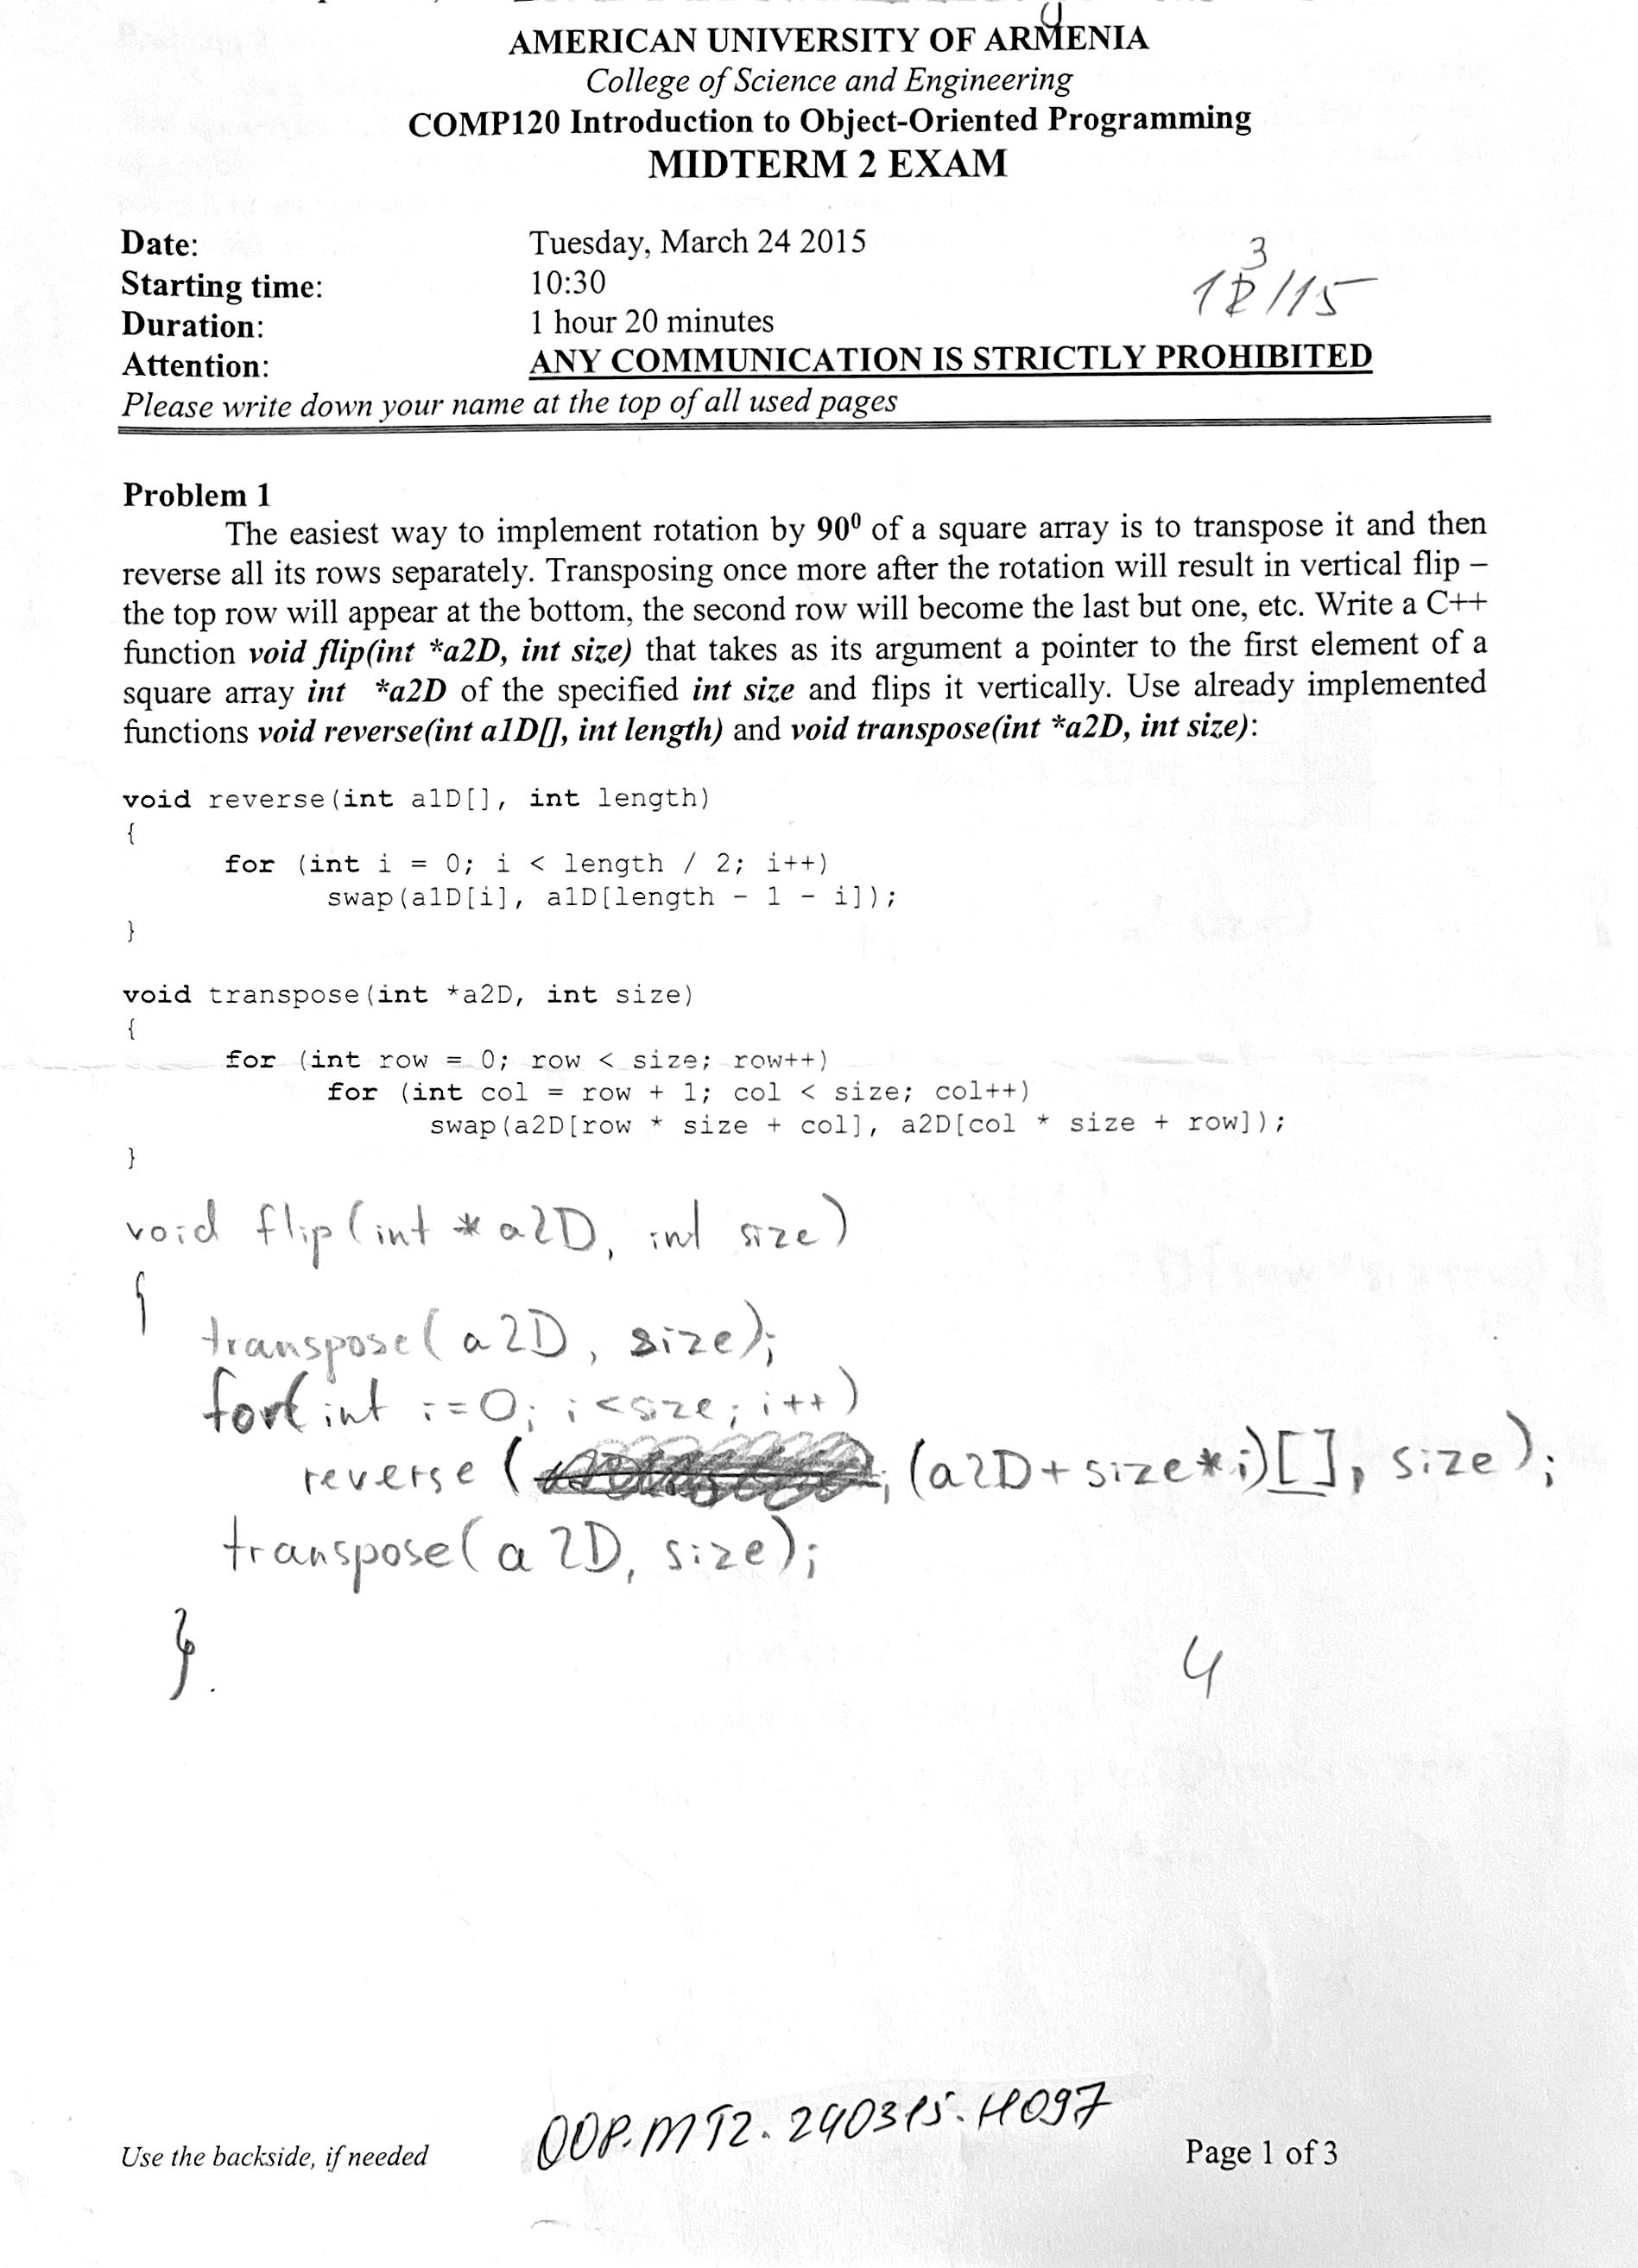 AMERICAN UNIVERSITY OF ARMENIA
College of Science and Engineering
COMP120 Introduction to Object-Oriented Programming
MIDTERM 2 EXAM
Date: Tuesday, March 24 2015
3
Starting time: 10:30
12/15
Duration: 1 hour 20 minutes
Attention: ANY COMMUNICATION IS STRICTLY PROHIBITED
Please write down your name at the top of all used pages
Problem 1
The easiest way to implement rotation by 90⁰ of a square array is to transpose it and then
reverse all its rows separately. Transposing once more after the rotation will result in vertical flip –
the top row will appear at the bottom, the second row will become the last but one, etc. Write a C++
function void flip(int *a2D, int size) that takes as its argument a pointer to the first element of a
square array int *a2D of the specified int size and flips it vertically. Use already implemented
functions void reverse(int a1D[], int length) and void transpose(int *a2D, int size):
void reverse(int a1D[], int length)
{
for (int i = 0; i < length / 2; i++)
swap(a1D[i], a1D[length - 1 - i]);
}
void transpose(int *a2D, int size)
{
for (int row = 0; row < size; row++)
for (int col = row + 1; col < size; col++)
swap(a2D[row * size + col], a2D[col * size + row]);
}
void flip(int *a2D, int size)
{
transpose(a2D, size);
for(int i=0; i<size; i++)
reverse( (a2D+size*i)[], size);
transpose(a2D, size);
}.
4
OOP.MT2.240315.H097
Use the backside, if needed
Page 1 of 3